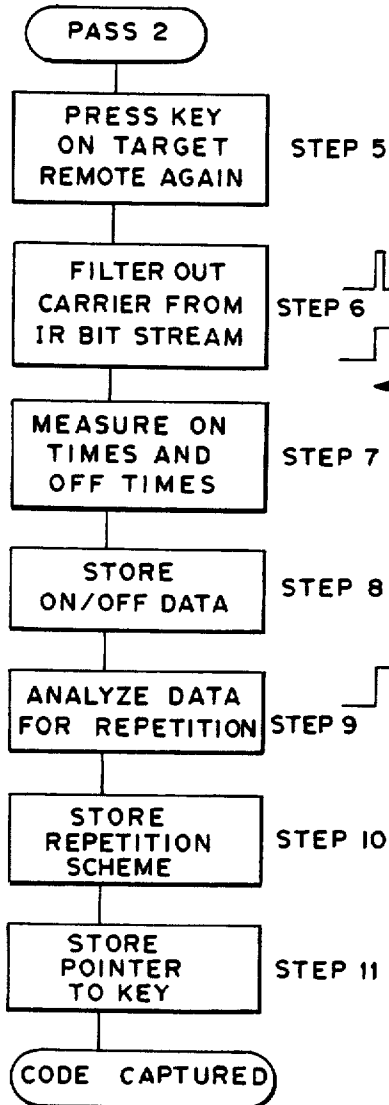 PASS 2
PRESS KEY
ON TARGET
REMOTE AGAIN
STEP 5
FILTER OUT
CARRIER FROM
IR BIT STREAM
STEP 6
MEASURE ON
TIMES AND
OFF TIMES
STEP 7
STORE
ON/OFF DATA
STEP 8
ANALYZE DATA
FOR REPETITION
STEP 9
STORE
REPETITION
SCHEME
STEP 10
STORE
POINTER
TO KEY
STEP 11
CODE CAPTURED